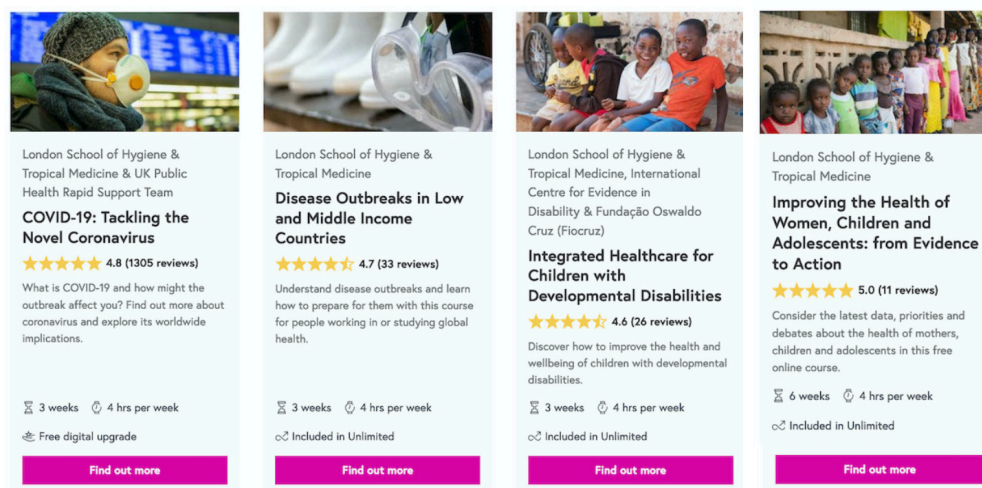 London School of Hygiene &
Tropical Medicine & UK Public
Health Rapid Support Team
COVID-19: Tackling the
Novel Coronavirus
4.8 (1305 reviews)
What is COVID-19 and how might the
outbreak affect you? Find out more about
coronavirus and explore its worldwide
implications.
3 weeks 4 hrs per week
Free digital upgrade
Find out more
London School of Hygiene &
Tropical Medicine
Disease Outbreaks in Low
and Middle Income
Countries
4.7 (33 reviews)
Understand disease outbreaks and learn
how to prepare for them with this course
for people working in or studying global
health.
3 weeks 4 hrs per week
Included in Unlimited
Find out more
London School of Hygiene &
Tropical Medicine, International
Centre for Evidence in
Disability & Fundação Oswaldo
Cruz (Fiocruz)
Integrated Healthcare for
Children with
Developmental Disabilities
4.6 (26 reviews)
Discover how to improve the health and
wellbeing of children with developmental
disabilities.
3 weeks 4 hrs per week
Included in Unlimited
Find out more
London School of Hygiene &
Tropical Medicine
Improving the Health of
Women, Children and
Adolescents: from Evidence
to Action
5.0 (11 reviews)
Consider the latest data, priorities and
debates about the health of mothers,
children and adolescents in this free
online course.
6 weeks 4 hrs per week
Included in Unlimited
Find out more